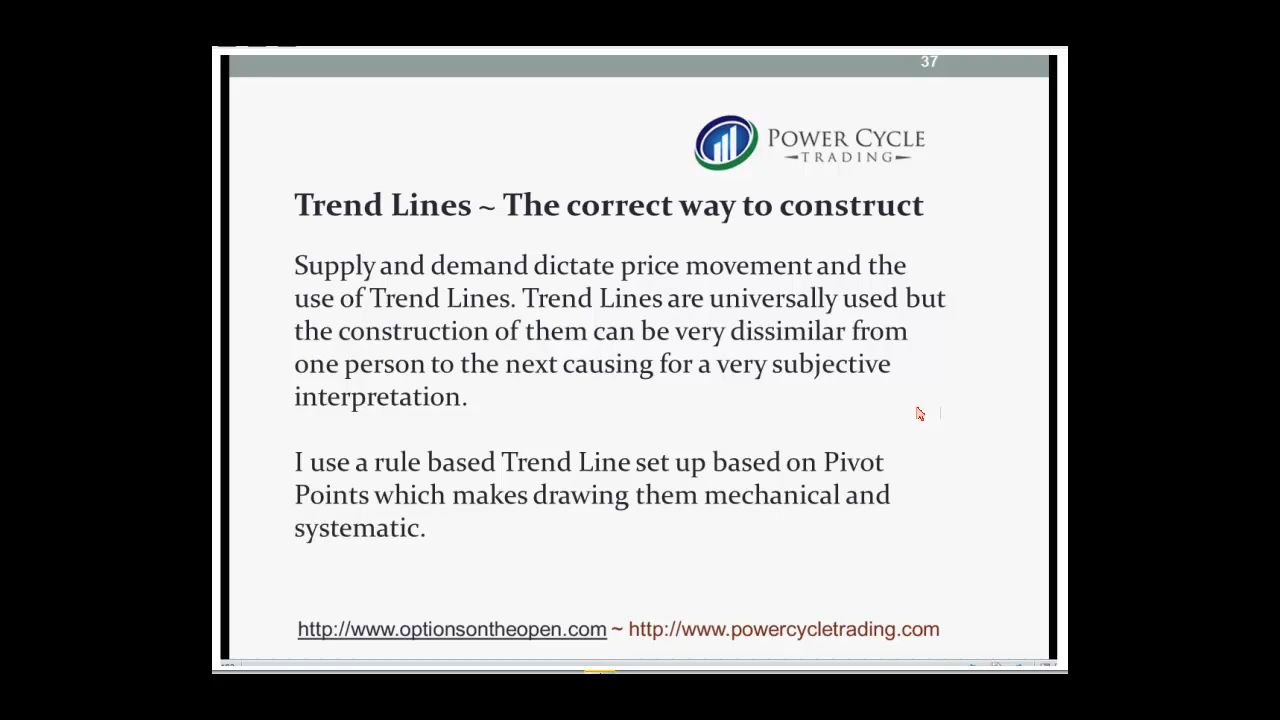 37
POWER CYCLE
TRADING
Trend Lines ~ The correct way to construct
Supply and demand dictate price movement and the
use of Trend Lines. Trend Lines are universally used but
the construction of them can be very dissimilar from
one person to the next causing for a very subjective
interpretation.
I use a rule based Trend Line set up based on Pivot
Points which makes drawing them mechanical and
systematic.
http://www.optionsontheopen.com ~ http://www.powercycletrading.com